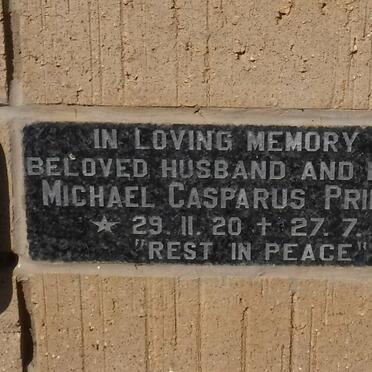 IN LOVING MEMORY
BELOVED HUSBAND AND
MICHAEL CASPARUS
★ 29. 11. 20 † 27. 7.
"REST IN PEACE"